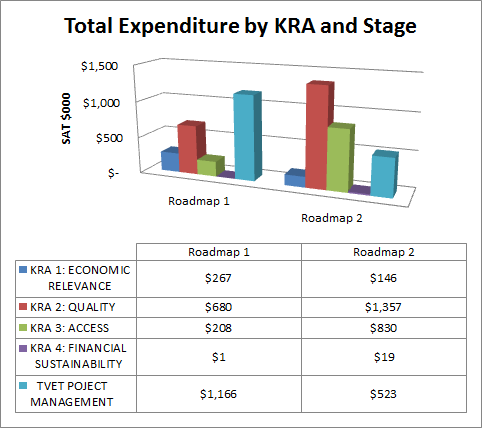 Total Expenditure by KRA and Stage
SAT $000
$1,500
$1,000
$500
$-
Roadmap 1
Roadmap 2
Roadmap 1 Roadmap 2
KRA 1: ECONOMIC
RELEVANCE $267 $146
KRA 2: QUALITY $680 $1,357
KRA 3: ACCESS $208 $830
KRA 4: FINANCIAL
SUSTAINABILITY $1 $19
TVET POJECT
MANAGEMENT $1,166 $523